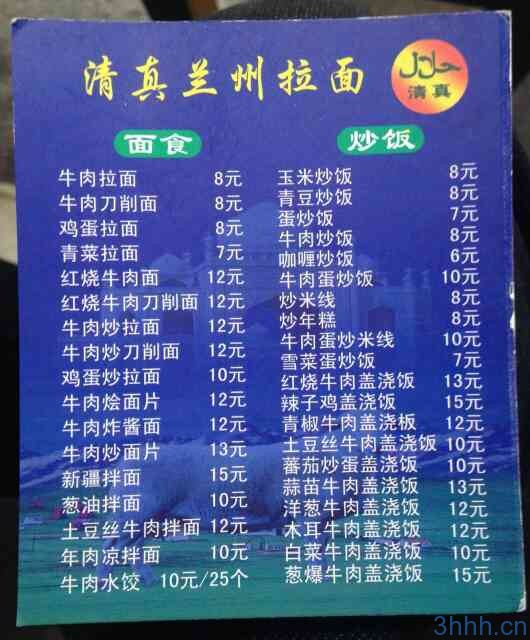 清真兰州拉面
حلال
清真
面食
牛肉拉面 8元
牛肉刀削面 8元
鸡蛋拉面 8元
青菜拉面 7元
红烧牛肉面 12元
红烧牛肉刀削面 12元
牛肉炒拉面 12元
牛肉炒刀削面 12元
鸡蛋炒拉面 10元
牛肉烩面片 12元
牛肉炸酱面 12元
牛肉炒面片 13元
新疆拌面 15元
葱油拌面 10元
土豆丝牛肉拌面 12元
年肉凉拌面 10元
牛肉水饺 10元/25个
炒饭
玉米炒饭 8元
青豆炒饭 8元
蛋炒饭 7元
牛肉炒饭 8元
咖喱炒饭 6元
牛肉蛋炒饭 10元
炒米线 8元
炒年糕 8元
牛肉蛋炒米线 10元
雪菜蛋炒饭 7元
红烧牛肉盖浇饭 13元
辣子鸡盖浇饭 15元
青椒牛肉盖浇板 12元
土豆丝牛肉盖浇饭 10元
蕃茄炒蛋盖浇饭 10元
蒜苗牛肉盖浇饭 13元
洋葱牛肉盖浇饭 12元
木耳牛肉盖浇饭 12元
白菜牛肉盖浇饭 10元
葱爆牛肉盖浇饭 15元
3hhh.cn